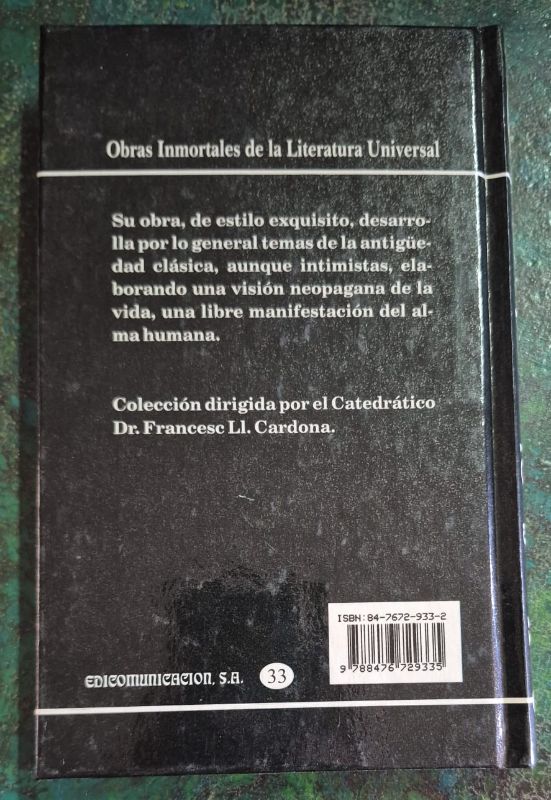 Obras Inmortales de la Literatura Universal
Su obra, de estilo exquisito, desarro-
lla por lo general temas de la antigüe-
dad clásica, aunque intimistas, ela-
borando una visión neopagana de la
vida, una libre manifestación del al-
ma humana.
Colección dirigida por el Catedrático
Dr. Francesc Ll. Cardona.
ISBN: 84-7672-933-2
9 788476 729335
EDICOMUNICACION, S.A. 33